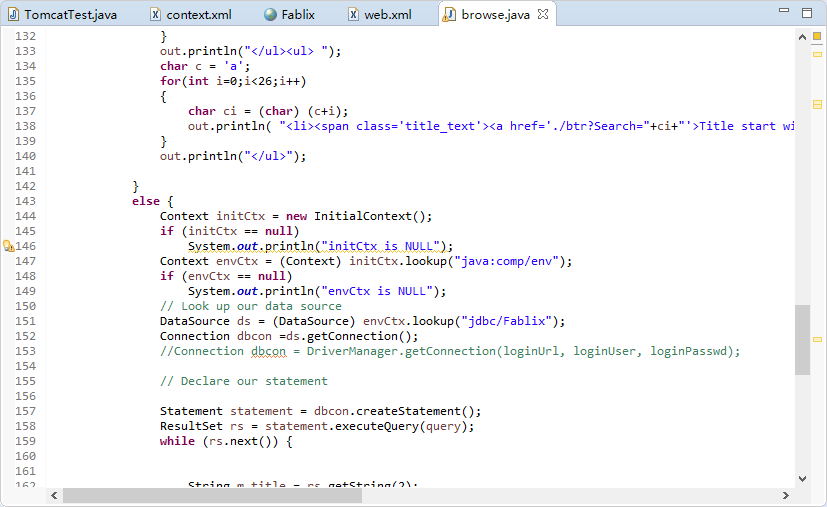 TomcatTest.java context.xml Fablix web.xml browse.java
132 }
133 out.println("</ul><ul> ");
134 char c = 'a';
135 for(int i=0;i<26;i++)
136 {
137 char ci = (char) (c+i);
138 out.println( "<li><span class='title_text'><a href='./btr?Search="+ci+"'>Title start wi
139 }
140 out.println("</ul>");
141
142 }
143 else {
144 Context initCtx = new InitialContext();
145 if (initCtx == null)
146 System.out.println("initCtx is NULL");
147 Context envCtx = (Context) initCtx.lookup("java:comp/env");
148 if (envCtx == null)
149 System.out.println("envCtx is NULL");
150 // Look up our data source
151 DataSource ds = (DataSource) envCtx.lookup("jdbc/Fablix");
152 Connection dbcon =ds.getConnection();
153 //Connection dbcon = DriverManager.getConnection(loginUrl, loginUser, loginPasswd);
154
155 // Declare our statement
156
157 Statement statement = dbcon.createStatement();
158 ResultSet rs = statement.executeQuery(query);
159 while (rs.next()) {
160
161
162 String m_title = rs.getString(2);